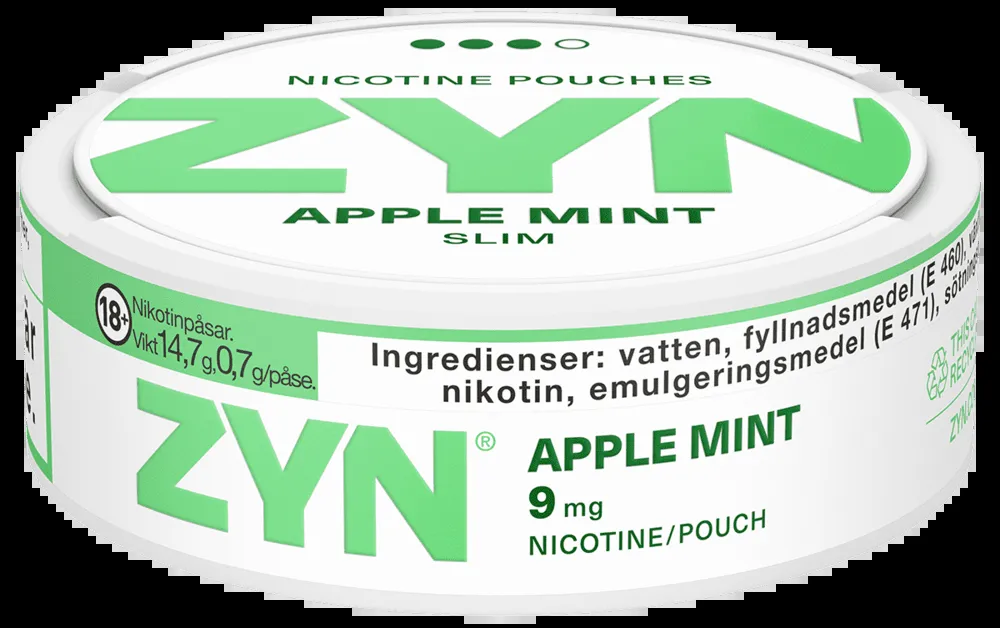 NICOTINE POUCHES
ZYN
APPLE MINT
SLIM
18+
Nikotinpåsar.
Vikt 14,7 g, 0,7 g/påse.
Ingredienser: vatten, fyllnadsmedel (E 460),
nikotin, emulgeringsmedel (E 471),
ZYN®
APPLE MINT
9 mg
NICOTINE/POUCH
THIS